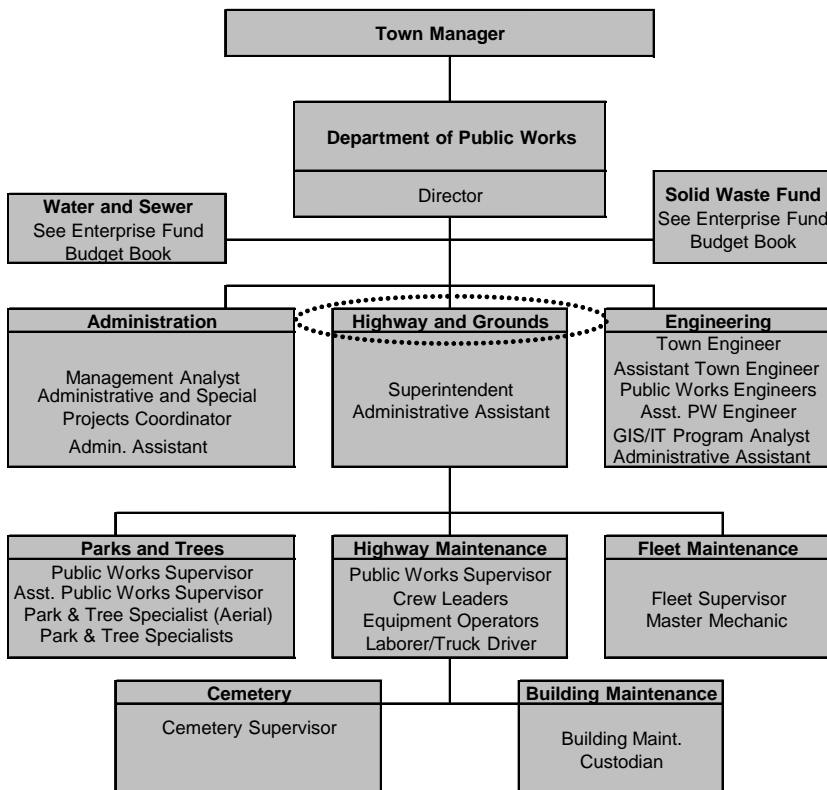 Town Manager
Department of Public Works
Director
Water and Sewer
See Enterprise Fund
Budget Book
Solid Waste Fund
See Enterprise Fund
Budget Book
Administration
Management Analyst
Administrative and Special
Projects Coordinator
Admin. Assistant
Highway and Grounds
Superintendent
Administrative Assistant
Engineering
Town Engineer
Assistant Town Engineer
Public Works Engineers
Asst. PW Engineer
GIS/IT Program Analyst
Administrative Assistant
Parks and Trees
Public Works Supervisor
Asst. Public Works Supervisor
Park & Tree Specialist (Aerial)
Park & Tree Specialists
Highway Maintenance
Public Works Supervisor
Crew Leaders
Equipment Operators
Laborer/Truck Driver
Fleet Maintenance
Fleet Supervisor
Master Mechanic
Cemetery
Cemetery Supervisor
Building Maintenance
Building Maint.
Custodian